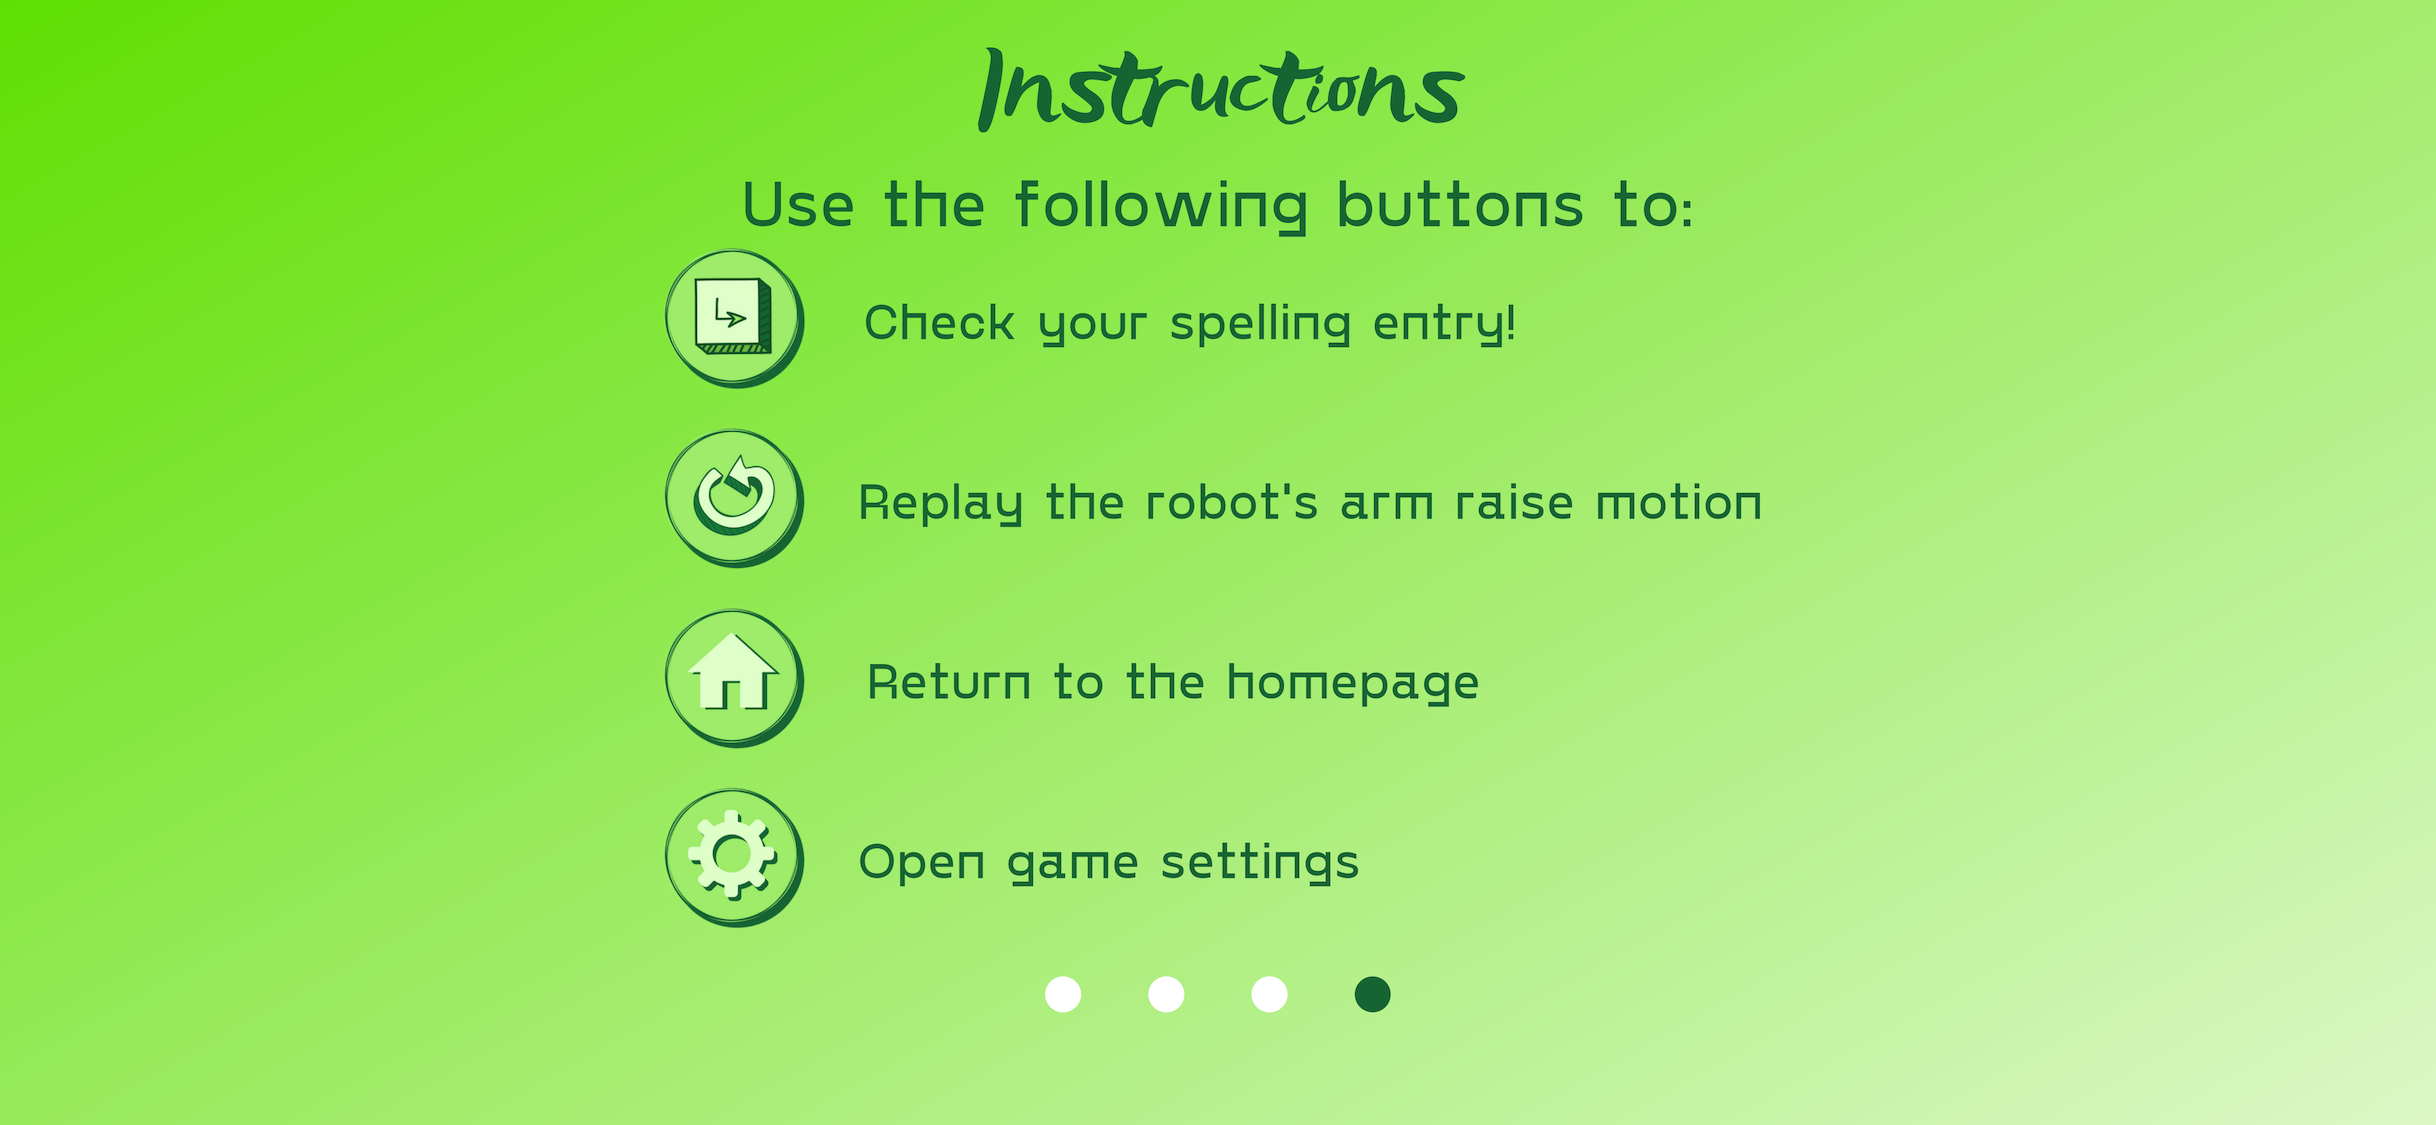 Instructions
Use the following buttons to:
Check your spelling entry!
Replay the robot's arm raise motion
Return to the homepage
Open game settings